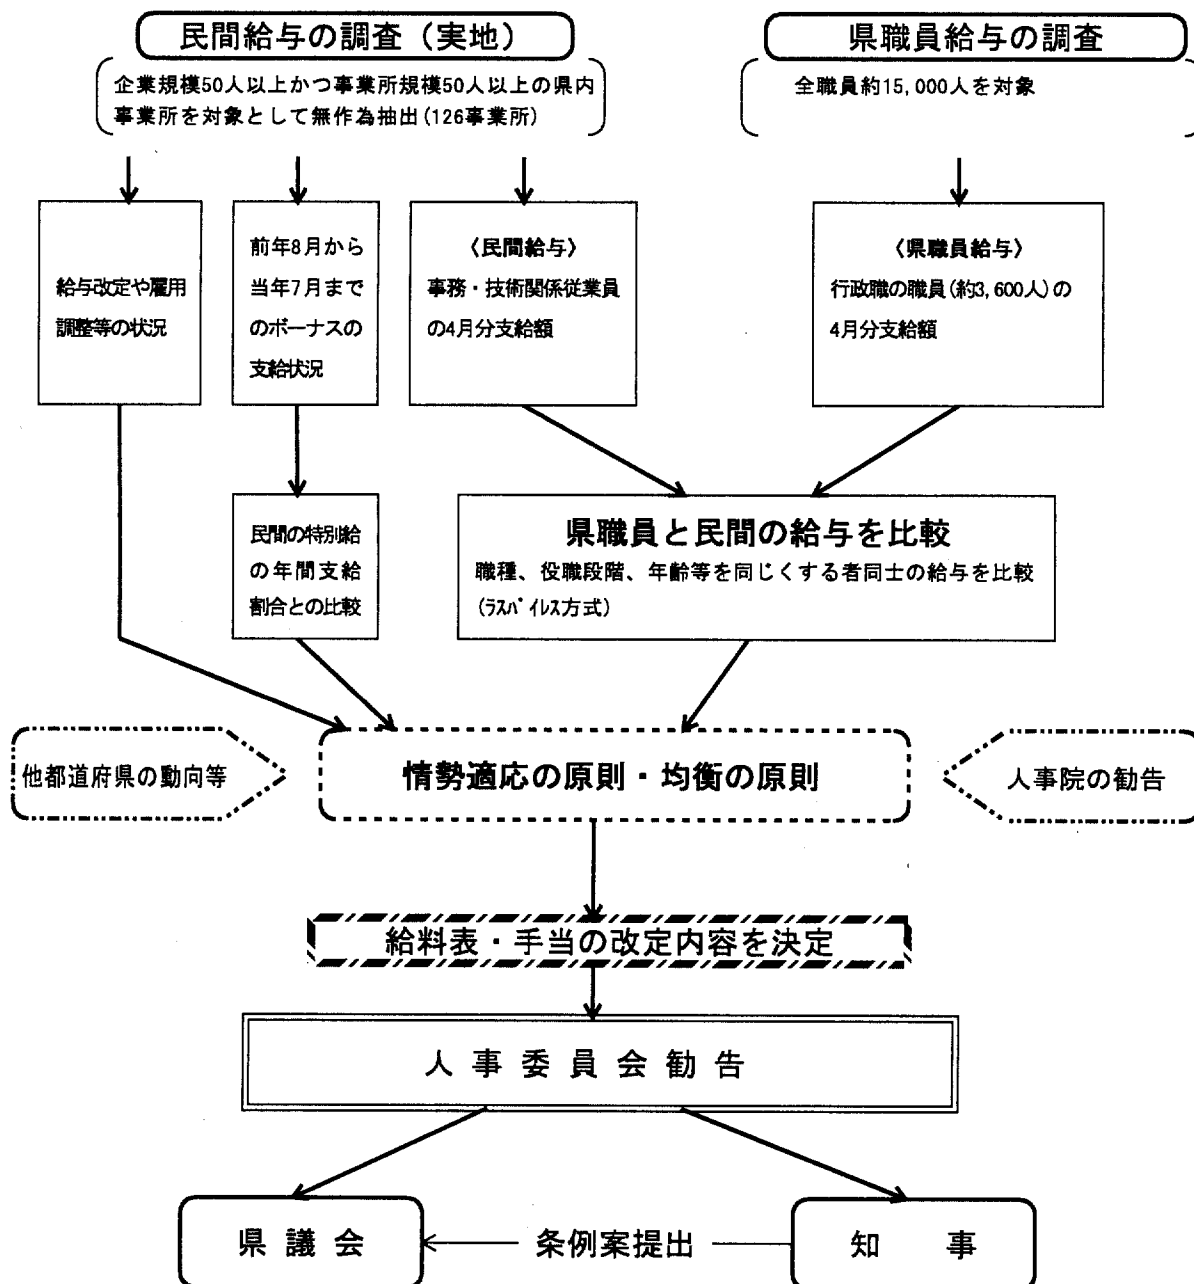 民間給与の調査（実地）
企業規模50人以上かつ事業所規模50人以上の県内
事業所を対象として無作為抽出(126事業所)
県職員給与の調査
全職員約15,000人を対象
給与改定や雇用
調整等の状況
前年8月から
当年7月まで
のボーナスの
支給状況
〈民間給与〉
事務・技術関係従業員
の4月分支給額
〈県職員給与〉
行政職の職員(約3,600人)の
4月分支給額
民間の特別給
の年間支給
割合との比較
県職員と民間の給与を比較
職種、役職段階、年齢等を同じくする者同士の給与を比較
(ﾗｽﾊﾟｲﾚｽ方式)
他都道府県の動向等
情勢適応の原則・均衡の原則
人事院の勧告
給料表・手当の改定内容を決定
人事委員会勧告
県議会
条例案提出
知事